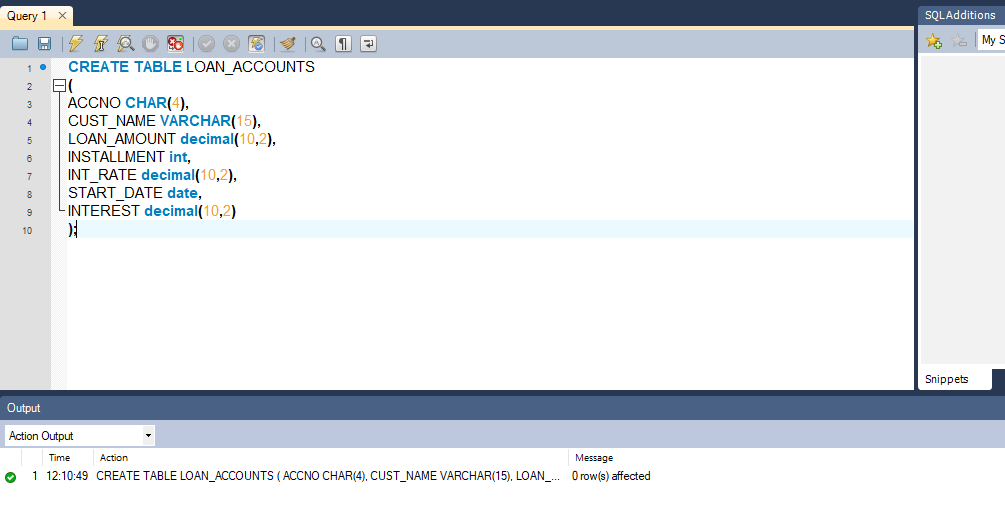 Query 1
SQLAdditions
My S
1 CREATE TABLE LOAN_ACCOUNTS
2 (
3 ACCNO CHAR(4),
4 CUST_NAME VARCHAR(15),
5 LOAN_AMOUNT decimal(10,2),
6 INSTALLMENT int,
7 INT_RATE decimal(10,2),
8 START_DATE date,
9 INTEREST decimal(10,2)
10 );
Snippets
Output
Action Output
Time Action Message
1 12:10:49 CREATE TABLE LOAN_ACCOUNTS ( ACCNO CHAR(4), CUST_NAME VARCHAR(15), LOAN_... 0 row(s) affected